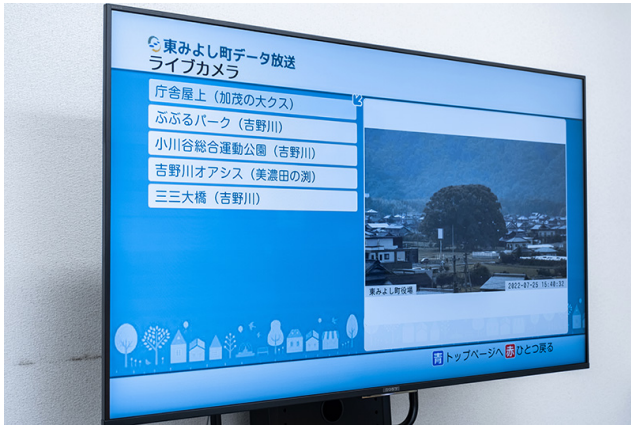 東みよし町データ放送
ライブカメラ
庁舎屋上（加茂の大クス）
ぶぶるパーク（吉野川）
小川谷総合運動公園（吉野川）
吉野川オアシス（美濃田の渕）
三三大橋（吉野川）
東みよし町役場
2022-07-25 15:48:32
青トップページへ 赤ひとつ戻る